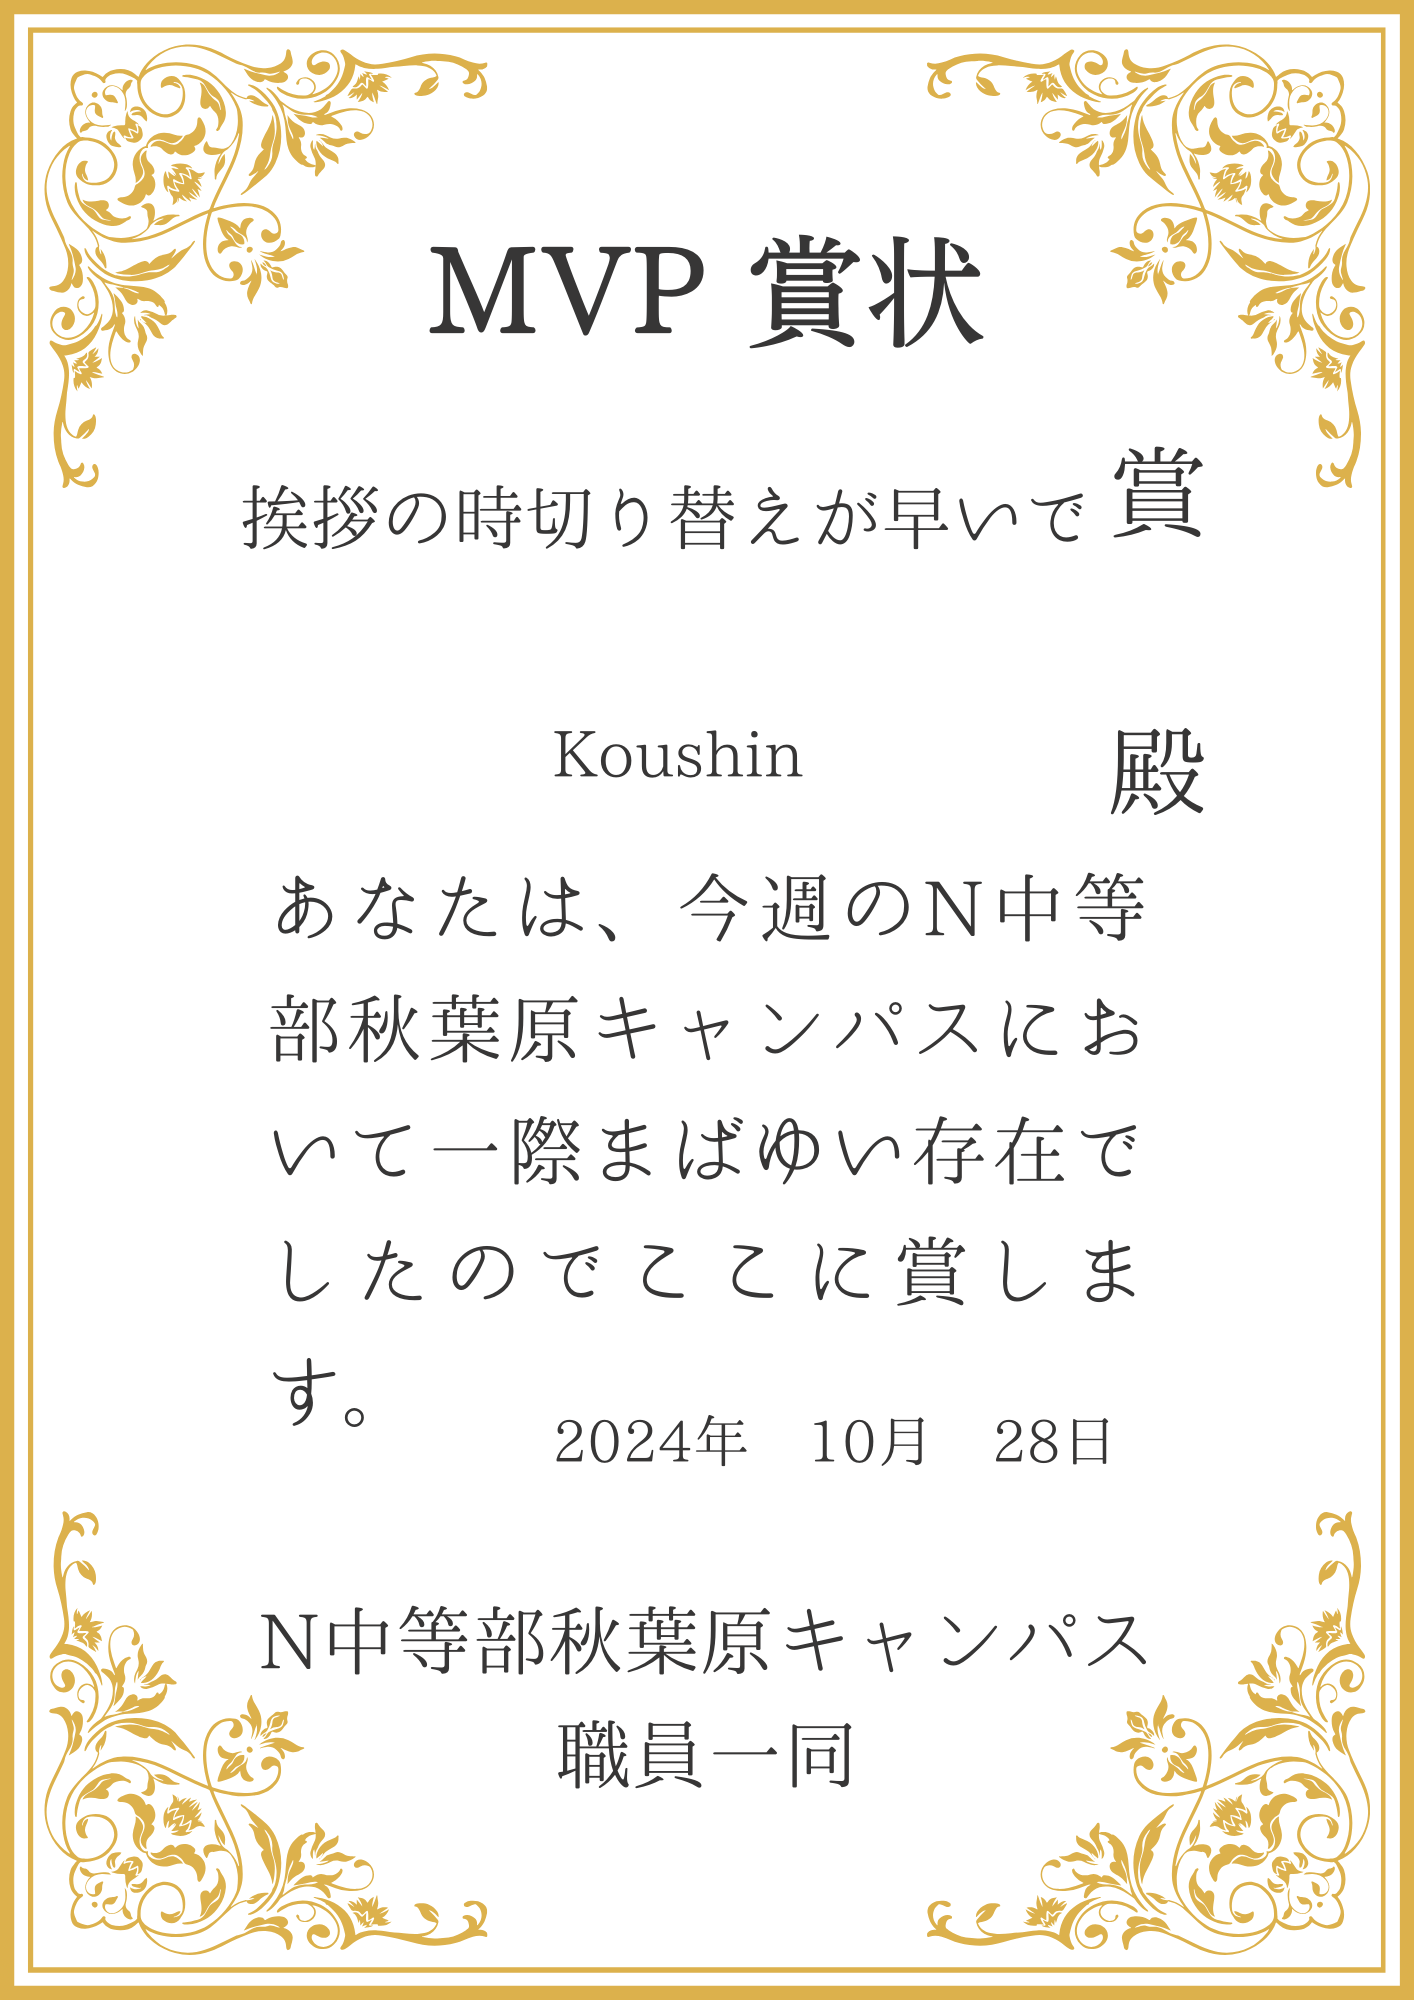 MVP 賞状
挨拶の時切り替えが早いで 賞
Koushin 殿
あなたは、今週のN中等
部秋葉原キャンパスにお
いて一際まばゆい存在で
したのでここに賞しま
す。
2024年 10月 28日
N中等部秋葉原キャンパス
職員一同